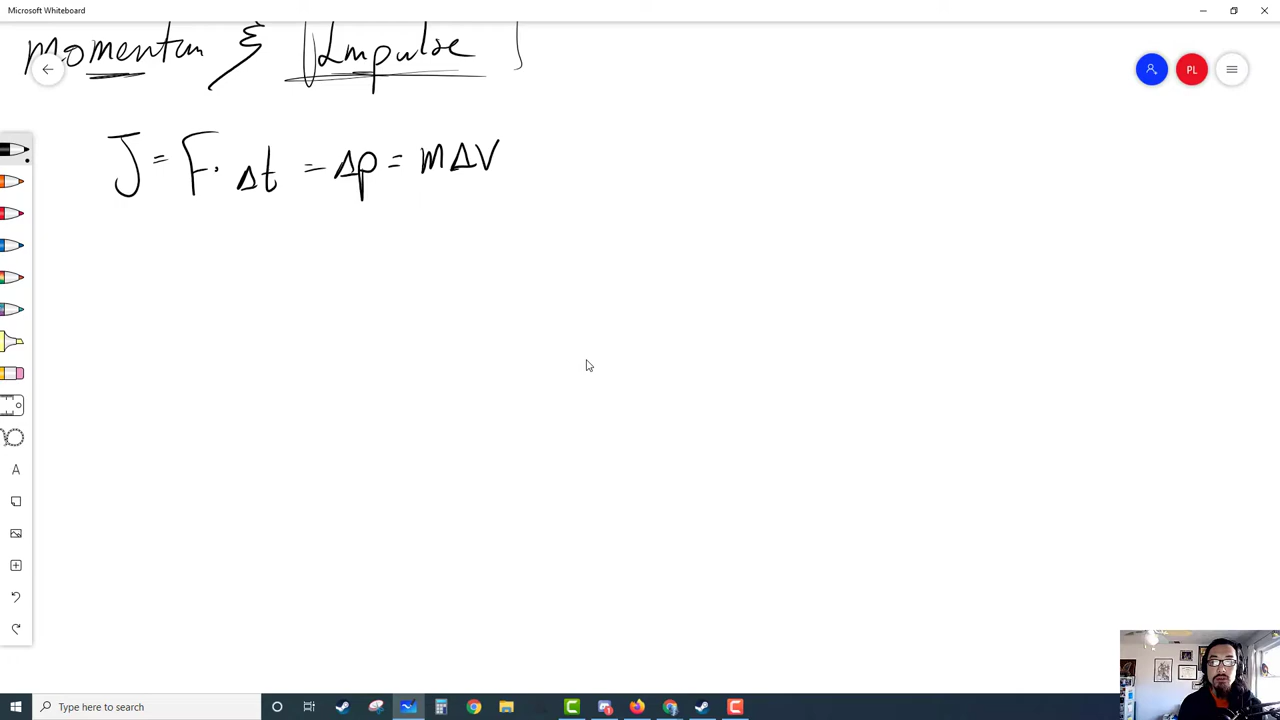 Microsoft Whiteboard
momentum & Impulse
PL
J = F · Δt = Δp = mΔV
A
Type here to search